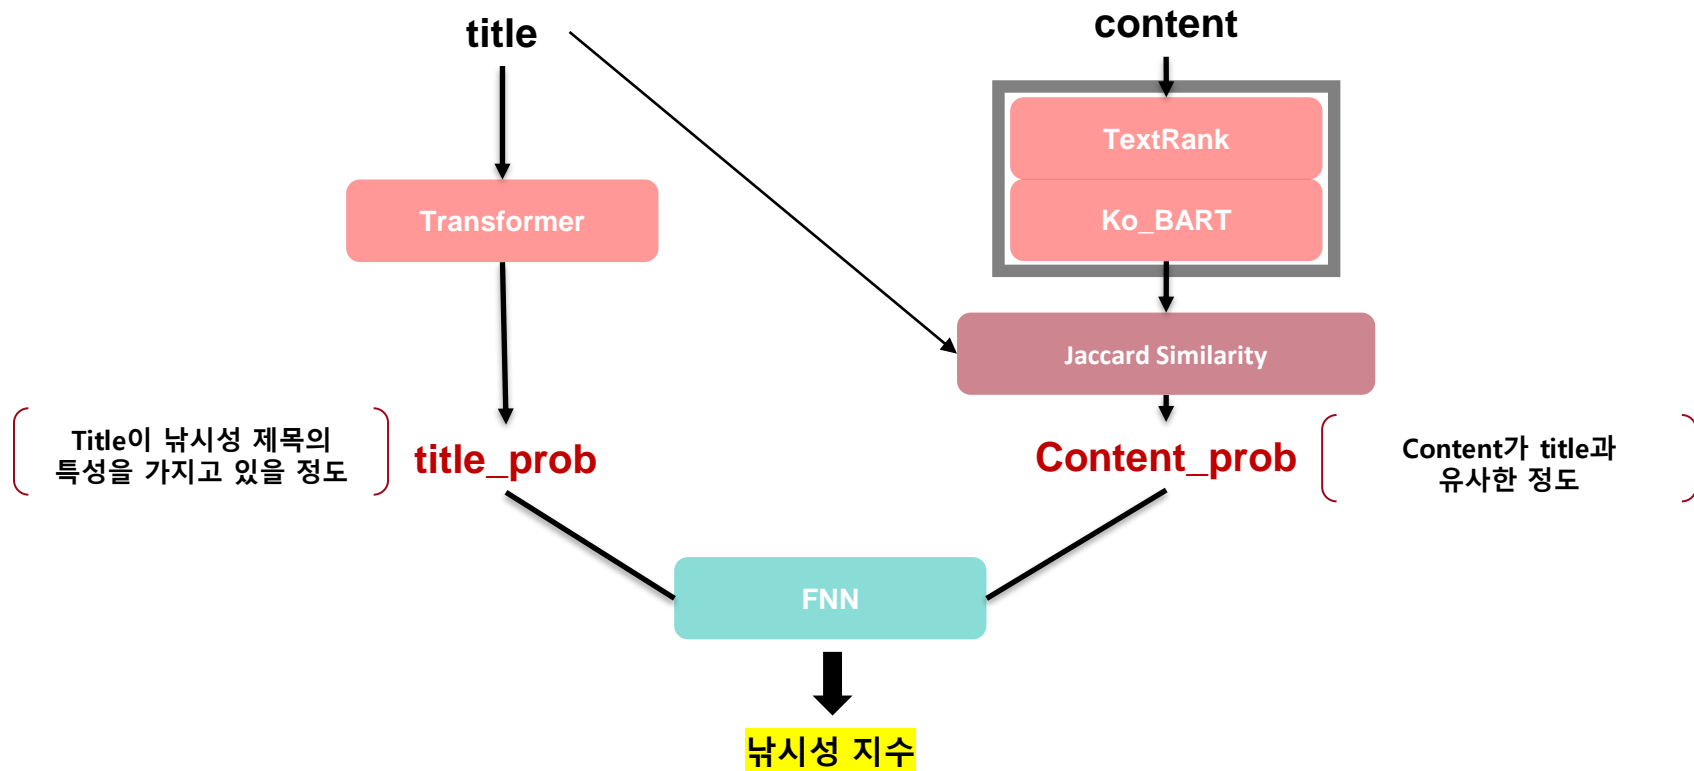 title
content
TextRank
Transformer
Ko_BART
Jaccard Similarity
Title이 낚시성 제목의
특성을 가지고 있을 정도
title_prob
Content_prob
Content가 title과
유사한 정도
FNN
낚시성 지수